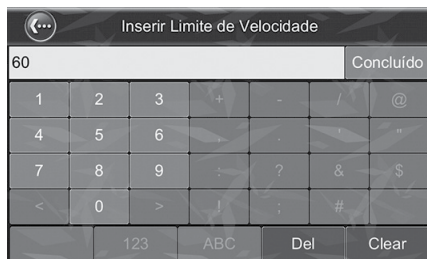 Inserir Limite de Velocidade
60 Concluído
1 2 3 + - / @
4 5 6 , . ' "
7 8 9 : ? & $
< 0 > ! ; #
123 ABC Del Clear